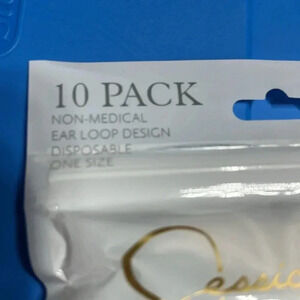 10 PACK
NON-MEDICAL
EAR LOOP DESIGN
DISPOSABLE
ONE SIZE